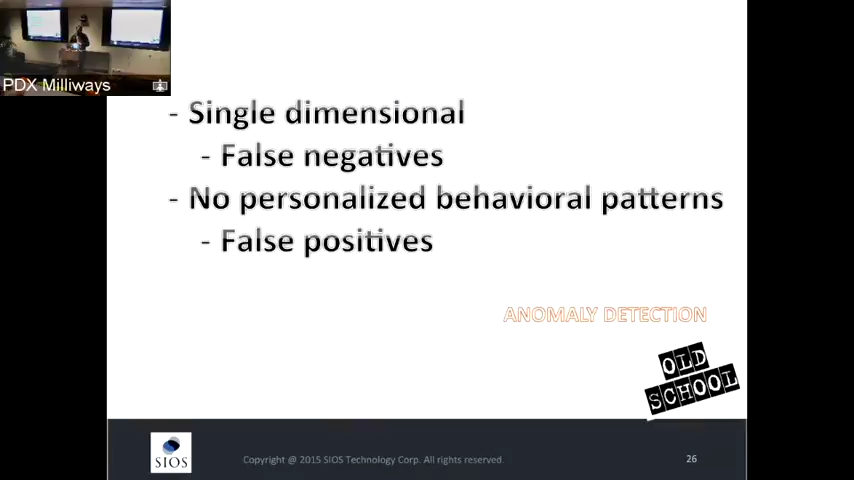 PDX Milliways
- Single dimensional
- False negatives
- No personalized behavioral patterns
- False positives
ANOMALY DETECTION
OLD
SCHOOL
SIOS
Copyright @ 2015 SIOS Technology Corp. All rights reserved.
26